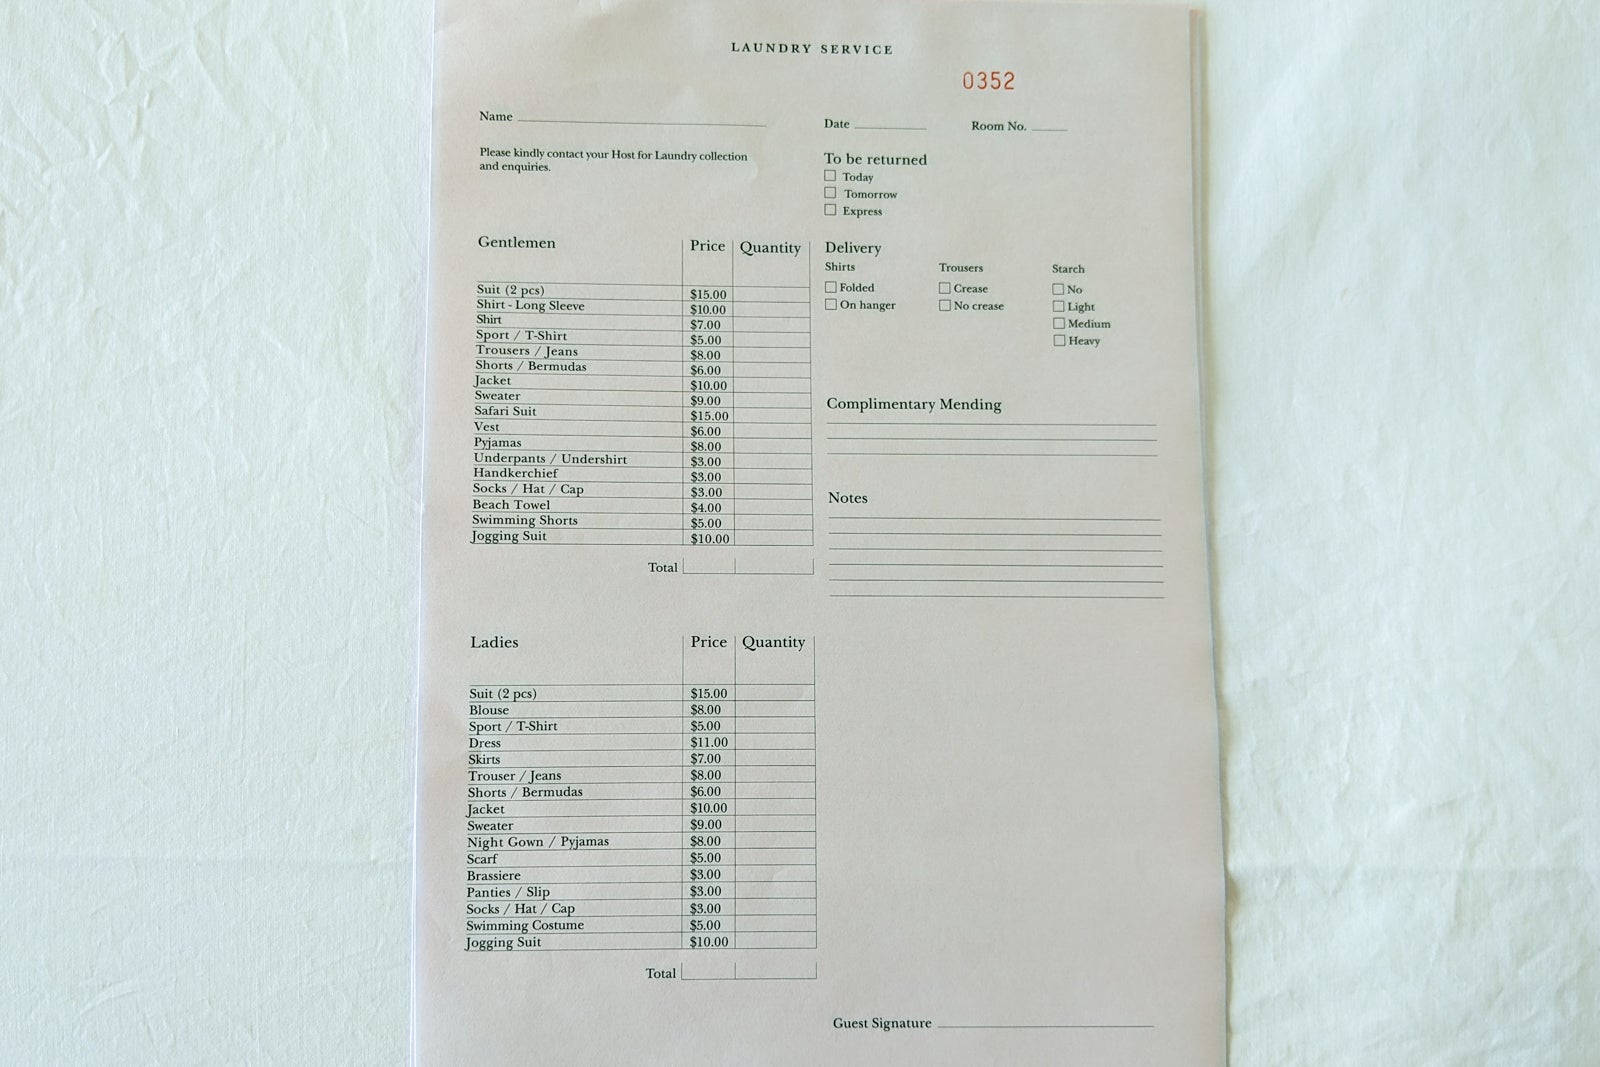 LAUNDRY SERVICE
0352
Name
Date
Room No.
Please kindly contact your Host for Laundry collection
and enquiries.
To be returned
Today
Tomorrow
Express
Gentlemen Price Quantity
Suit (2 pcs) $15.00
Shirt - Long Sleeve $10.00
Shirt $7.00
Sport / T-Shirt $5.00
Trousers / Jeans $8.00
Shorts / Bermudas $6.00
Jacket $10.00
Sweater $9.00
Safari Suit $15.00
Vest $6.00
Pyjamas $8.00
Underpants / Undershirt $3.00
Handkerchief $3.00
Socks / Hat / Cap $3.00
Beach Towel $4.00
Swimming Shorts $5.00
Jogging Suit $10.00
Total
Delivery
Shirts
Folded
On hanger
Trousers
Crease
No crease
Starch
No
Light
Medium
Heavy
Complimentary Mending
Notes
Ladies Price Quantity
Suit (2 pcs) $15.00
Blouse $8.00
Sport / T-Shirt $5.00
Dress $11.00
Skirts $7.00
Trouser / Jeans $8.00
Shorts / Bermudas $6.00
Jacket $10.00
Sweater $9.00
Night Gown / Pyjamas $8.00
Scarf $5.00
Brassiere $3.00
Panties / Slip $3.00
Socks / Hat / Cap $3.00
Swimming Costume $5.00
Jogging Suit $10.00
Total
Guest Signature